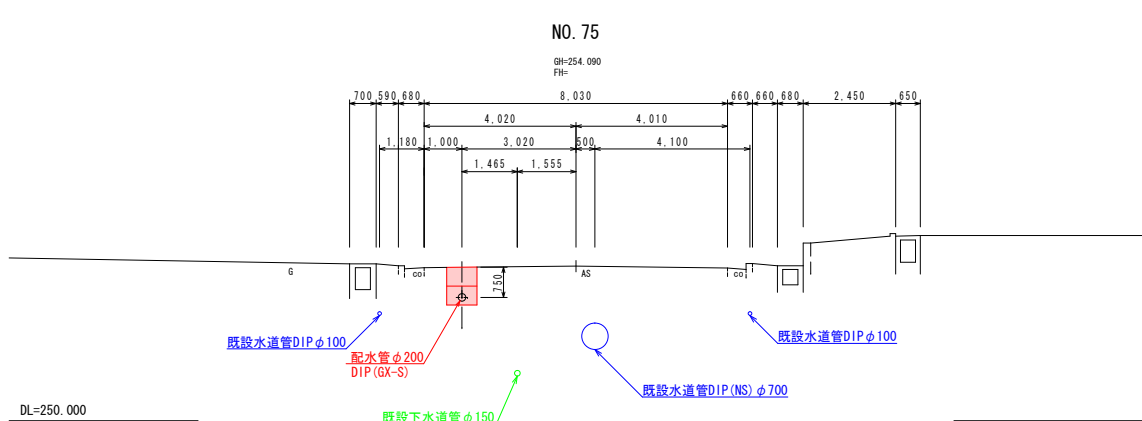 NO. 75
GH=254.090
FH=
700 590 680 8,030 660 660 680 2,450 650
4,020 4,010
1,180 1,000 3,020 500 4,100
1,465 1,555
G CO 750 AS CO
既設水道管DIPφ100
配水管φ200
DIP(GX-S)
既設水道管DIPφ100
既設水道管DIP(NS)φ700
既設下水道管φ150
DL=250.000